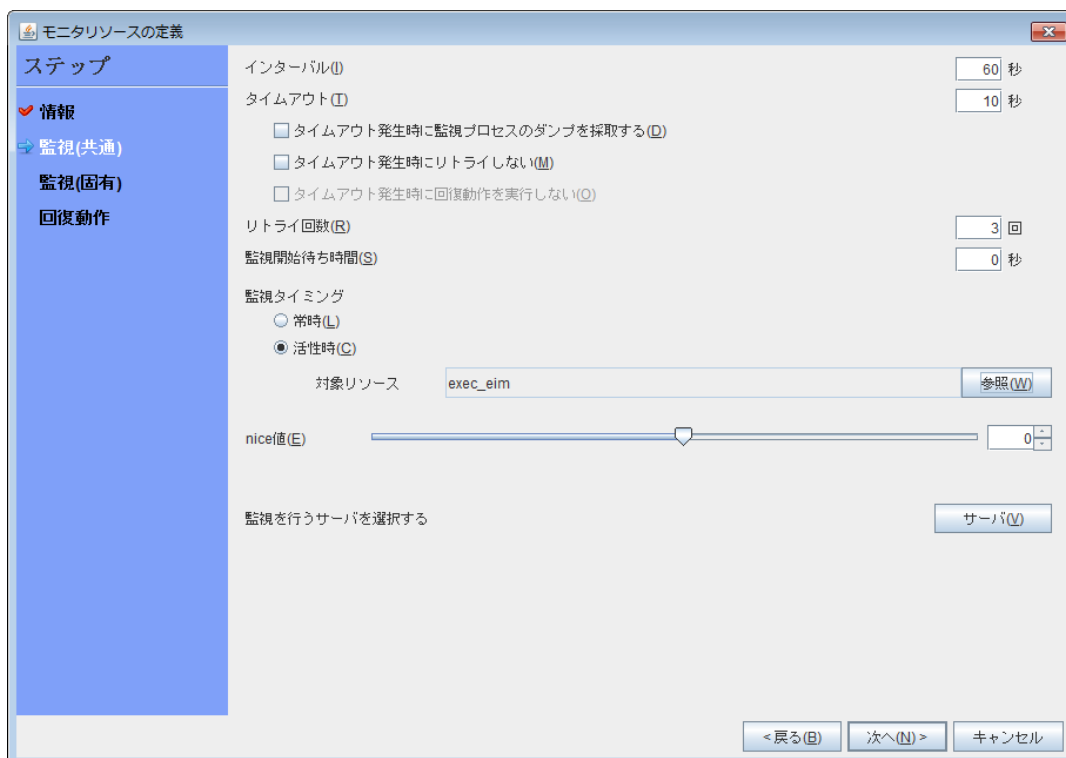 モニタリソースの定義
ステップ
情報
監視(共通)
監視(固有)
回復動作
インターバル(I) 60 秒
タイムアウト(T) 10 秒
タイムアウト発生時に監視プロセスのダンプを採取する(D)
タイムアウト発生時にリトライしない(M)
タイムアウト発生時に回復動作を実行しない(O)
リトライ回数(R) 3 回
監視開始待ち時間(S) 0 秒
監視タイミング
常時(L)
活性時(C)
対象リソース exec_eim 参照(W)
nice値(E) 0
監視を行うサーバを選択する サーバ(V)
<戻る(B) 次へ(N)> キャンセル